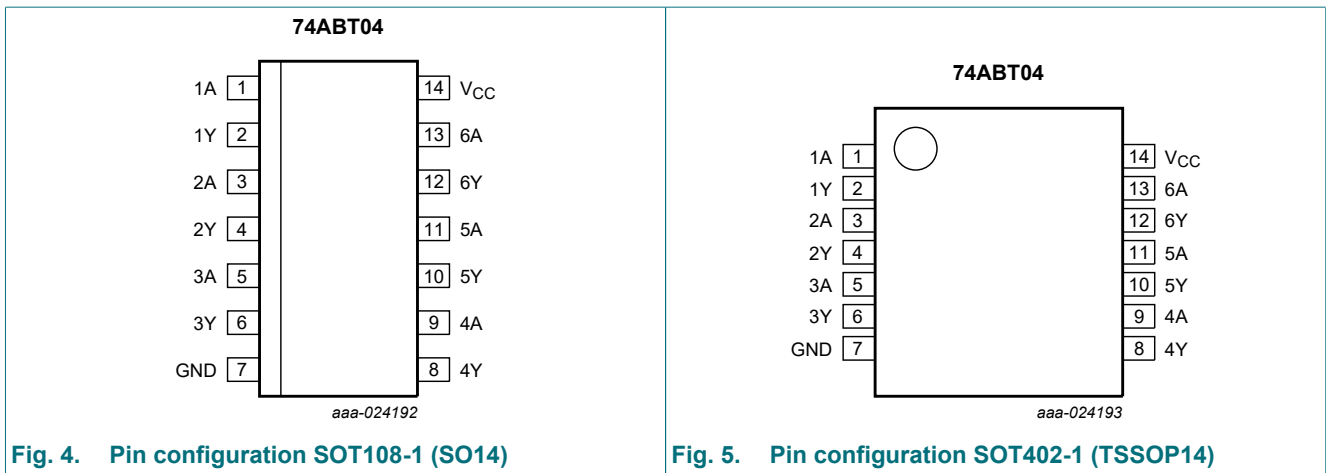 74ABT04
1A 1 14 VCC
1Y 2 13 6A
2A 3 12 6Y
2Y 4 11 5A
3A 5 10 5Y
3Y 6 9 4A
GND 7 8 4Y
aaa-024192
Fig. 4. Pin configuration SOT108-1 (SO14)
74ABT04
1A 1 14 VCC
1Y 2 13 6A
2A 3 12 6Y
2Y 4 11 5A
3A 5 10 5Y
3Y 6 9 4A
GND 7 8 4Y
aaa-024193
Fig. 5. Pin configuration SOT402-1 (TSSOP14)